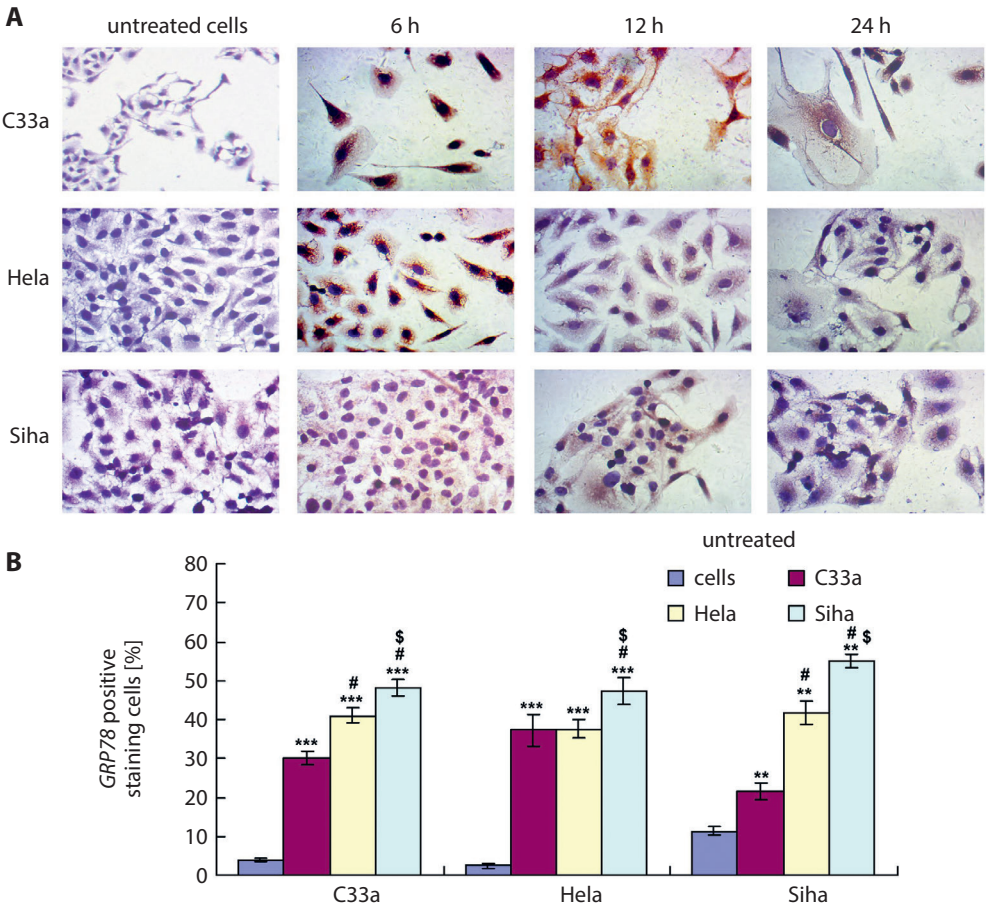 A
untreated cells 6 h 12 h 24 h
C33a
Hela
Siha
B
GRP78 positive
staining cells [%]
80
70
60
50
40
30
20
10
0
untreated
cells C33a
Hela Siha
***
# ***
$ # ***
***
***
$ # ***
**
# **
# $ **
C33a Hela Siha